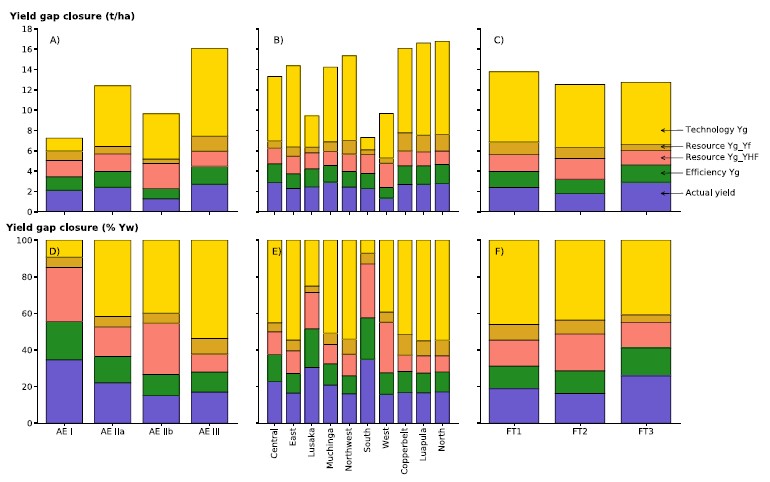 Yield gap closure (t/ha)
A)
B)
C)
18
16
14
12
10
8
6
4
2
0
Technology Yg
Resource Yg_Yf
Resource Yg_YHF
Efficiency Yg
Actual yield
Yield gap closure (% Yw)
D)
E)
F)
100
80
60
40
20
0
AE I
AE IIa
AE IIb
AE III
Central
East
Lusaka
Muchinga
Northwest
South
West
Copperbelt
Luapula
North
FT1
FT2
FT3